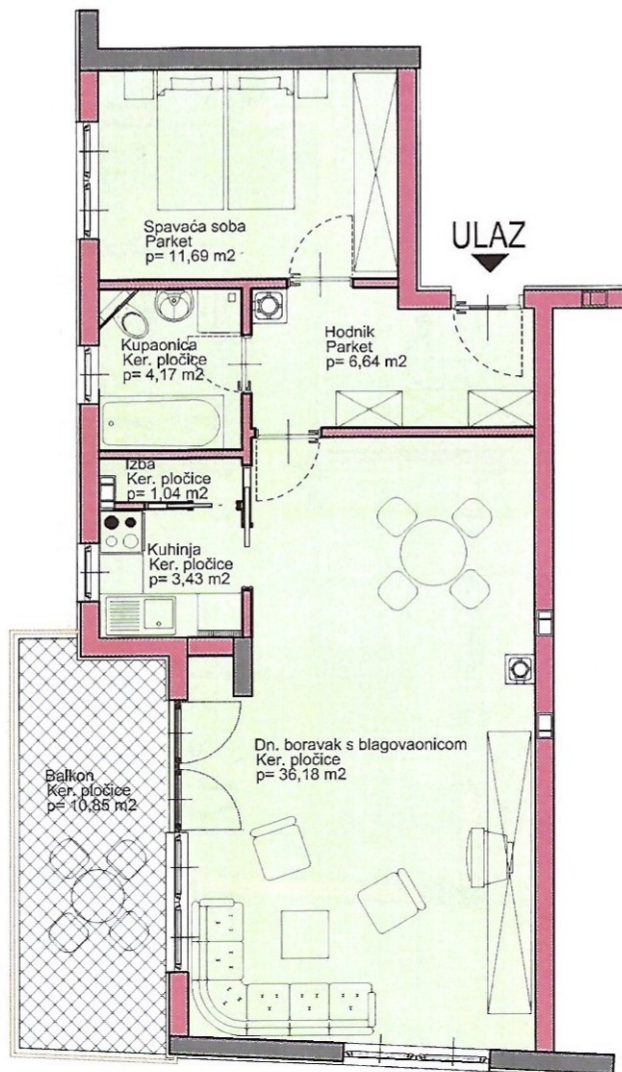 Spavaća soba
Parket
p= 11,69 m2
ULAZ
Hodnik
Parket
p= 6,64 m2
Kupaonica
Ker. pločice
p= 4,17 m2
Izba
Ker. pločice
p= 1,04 m2
Kuhinja
Ker. pločice
p= 3,43 m2
Dn. boravak s blagovaonicom
Ker. pločice
p= 36,18 m2
Balkon
Ker. pločice
p= 10,85 m2